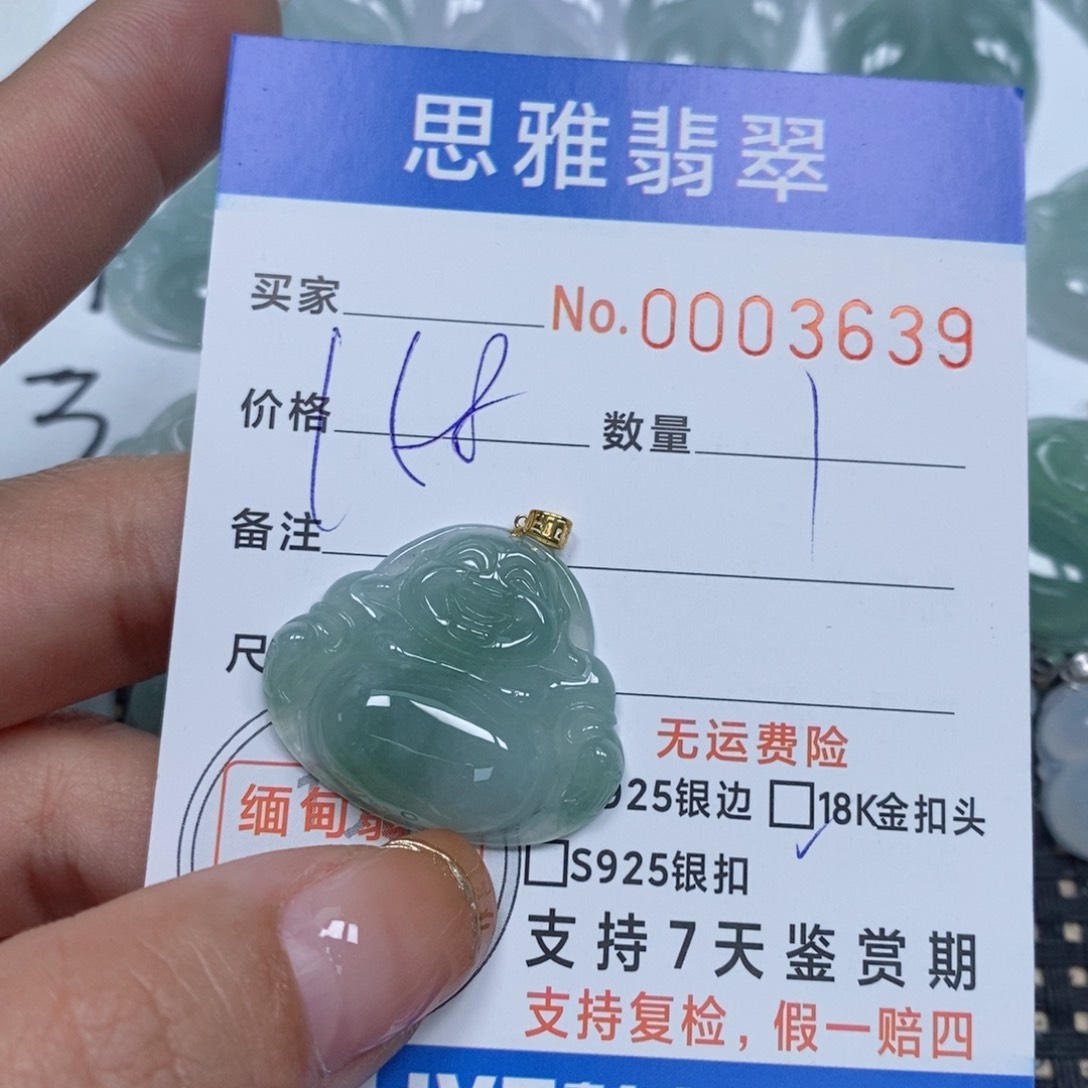 思雅翡翠
买家 No.0003639
价格 数量 1
备注
尺
无运费险
925银边 □18K金扣头
✓
□S925银扣
缅甸翡
支持7天鉴赏期
支持复检，假一赔四
3